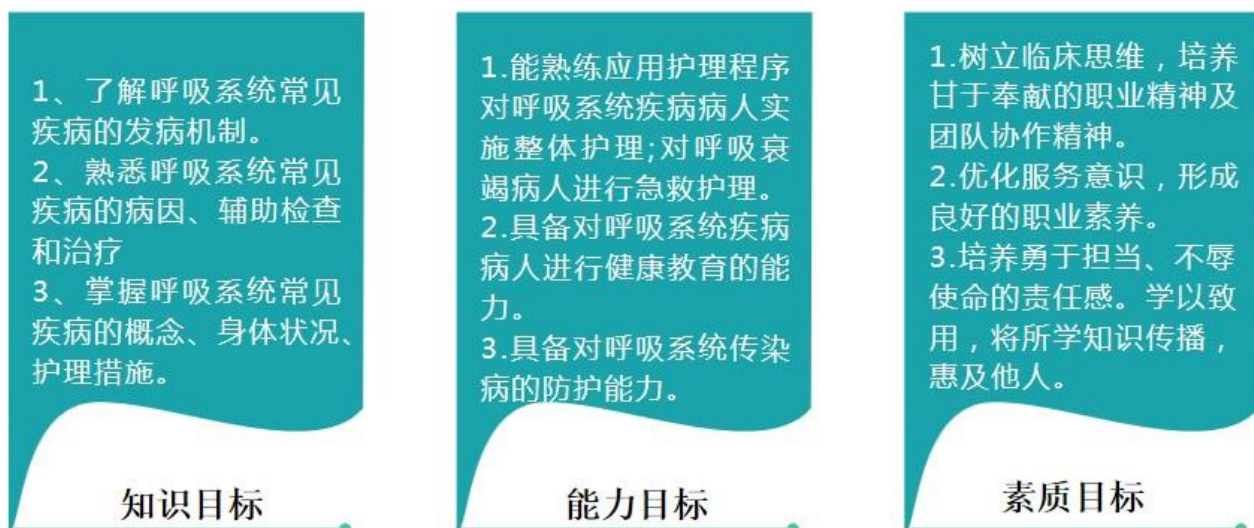 1、了解呼吸系统常见
疾病的发病机制。
2、熟悉呼吸系统常见
疾病的病因、辅助检查
和治疗
3、掌握呼吸系统常见
疾病的概念、身体状况、
护理措施。
知识目标
1.能熟练应用护理程序
对呼吸系统疾病病人实
施整体护理;对呼吸衰
竭病人进行急救护理。
2.具备对呼吸系统疾病
病人进行健康教育的能
力。
3.具备对呼吸系统传染
病的防护能力。
能力目标
1.树立临床思维，培养
甘于奉献的职业精神及
团队协作精神。
2.优化服务意识，形成
良好的职业素养。
3.培养勇于担当、不辱
使命的责任感。学以致
用，将所学知识传播，
惠及他人。
素质目标